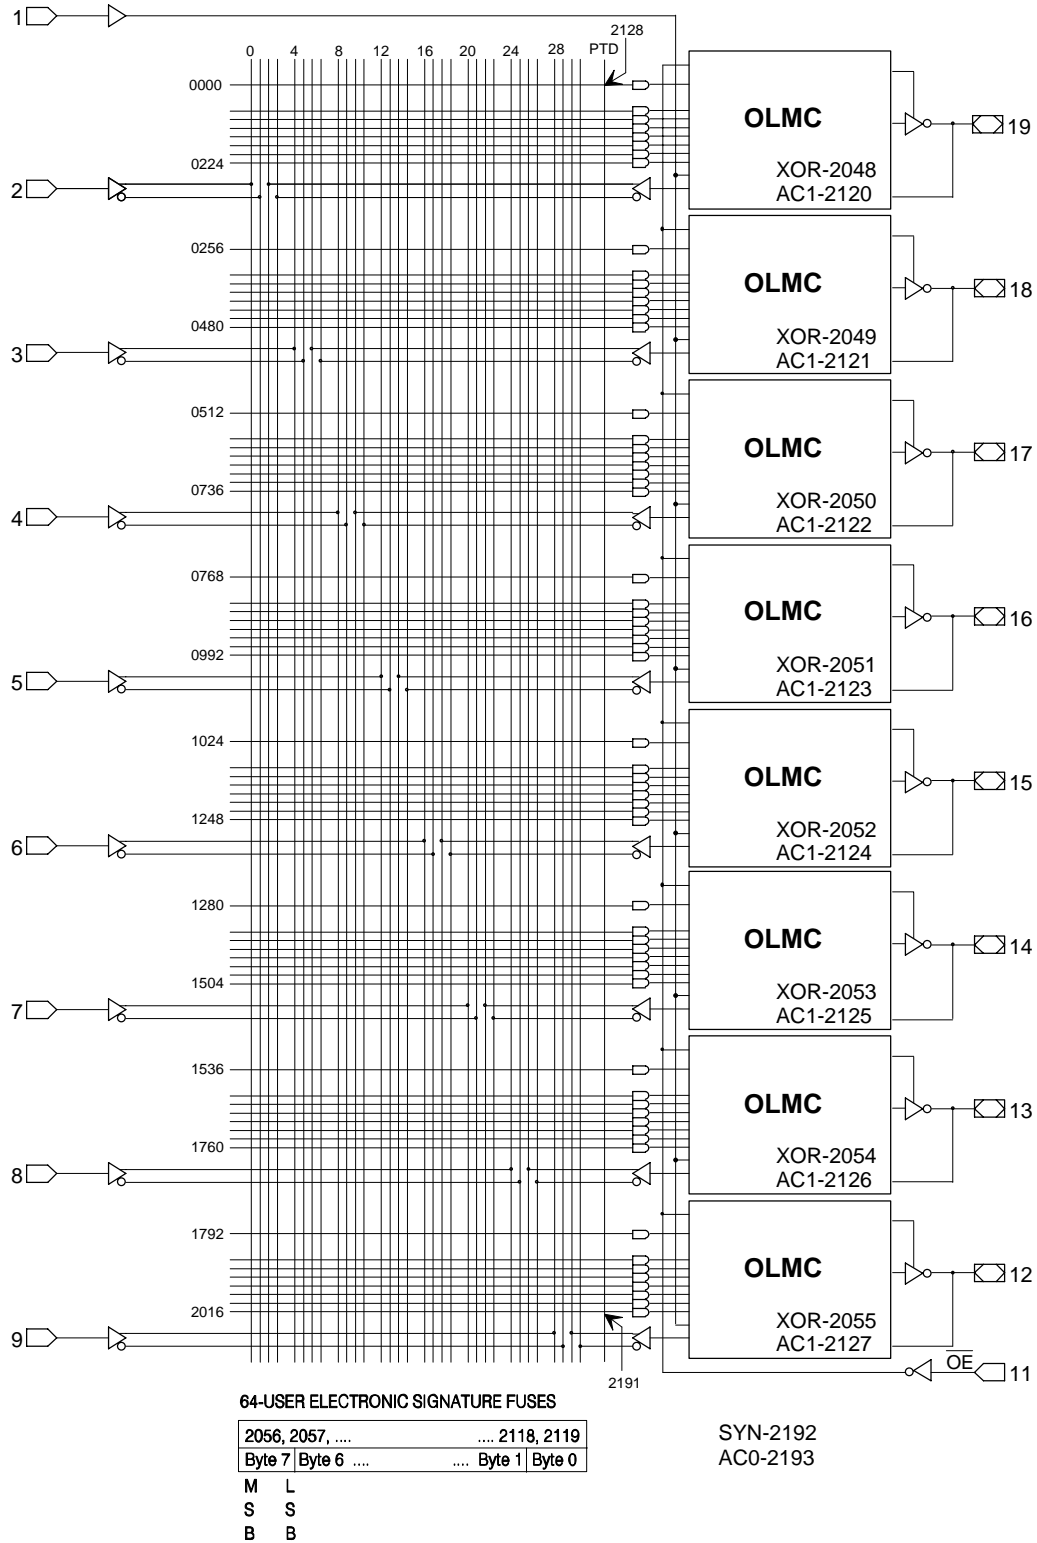 1
2128
0 4 8 12 16 20 24 28 PTD
0000
OLMC
19
0224
XOR-2048
AC1-2120
2
0256
OLMC
18
0480
XOR-2049
AC1-2121
3
0512
OLMC
17
0736
XOR-2050
AC1-2122
4
0768
OLMC
16
0992
XOR-2051
AC1-2123
5
1024
OLMC
15
1248
XOR-2052
AC1-2124
6
1280
OLMC
14
1504
XOR-2053
AC1-2125
7
1536
OLMC
13
1760
XOR-2054
AC1-2126
8
1792
OLMC
12
2016
XOR-2055
AC1-2127
9
OE
11
2191
64-USER ELECTRONIC SIGNATURE FUSES
2056, 2057, .... .... 2118, 2119
Byte 7 Byte 6 .... .... Byte 1 Byte 0
M L
S S
B B
SYN-2192
AC0-2193